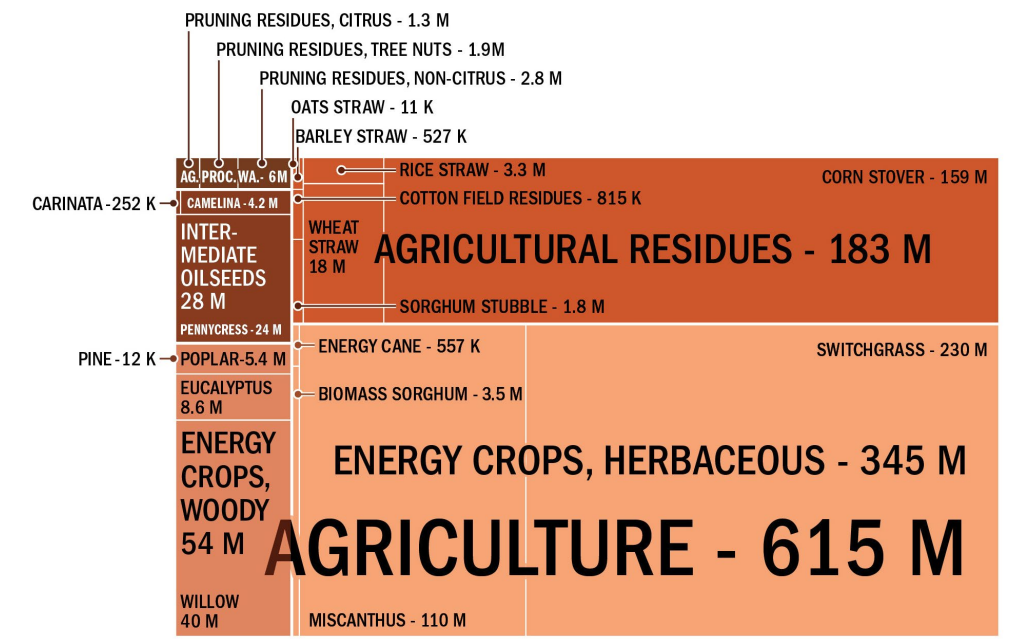 PRUNING RESIDUES, CITRUS - 1.3 M
PRUNING RESIDUES, TREE NUTS - 1.9M
PRUNING RESIDUES, NON-CITRUS - 2.8 M
OATS STRAW - 11 K
BARLEY STRAW - 527 K
AG. PROC. WA.- 6M
RICE STRAW - 3.3 M
CORN STOVER - 159 M
CARINATA -252 K
CAMELINA -4.2 M
COTTON FIELD RESIDUES - 815 K
INTER-
MEDIATE
OILSEEDS
28 M
WHEAT
STRAW
18 M
AGRICULTURAL RESIDUES - 183 M
SORGHUM STUBBLE - 1.8 M
PENNYCRESS -24 M
ENERGY CANE - 557 K
SWITCHGRASS - 230 M
PINE -12 K
POPLAR-5.4 M
EUCALYPTUS
8.6 M
BIOMASS SORGHUM - 3.5 M
ENERGY
CROPS,
WOODY
54 M
ENERGY CROPS, HERBACEOUS - 345 M
AGRICULTURE - 615 M
WILLOW
40 M
MISCANTHUS - 110 M